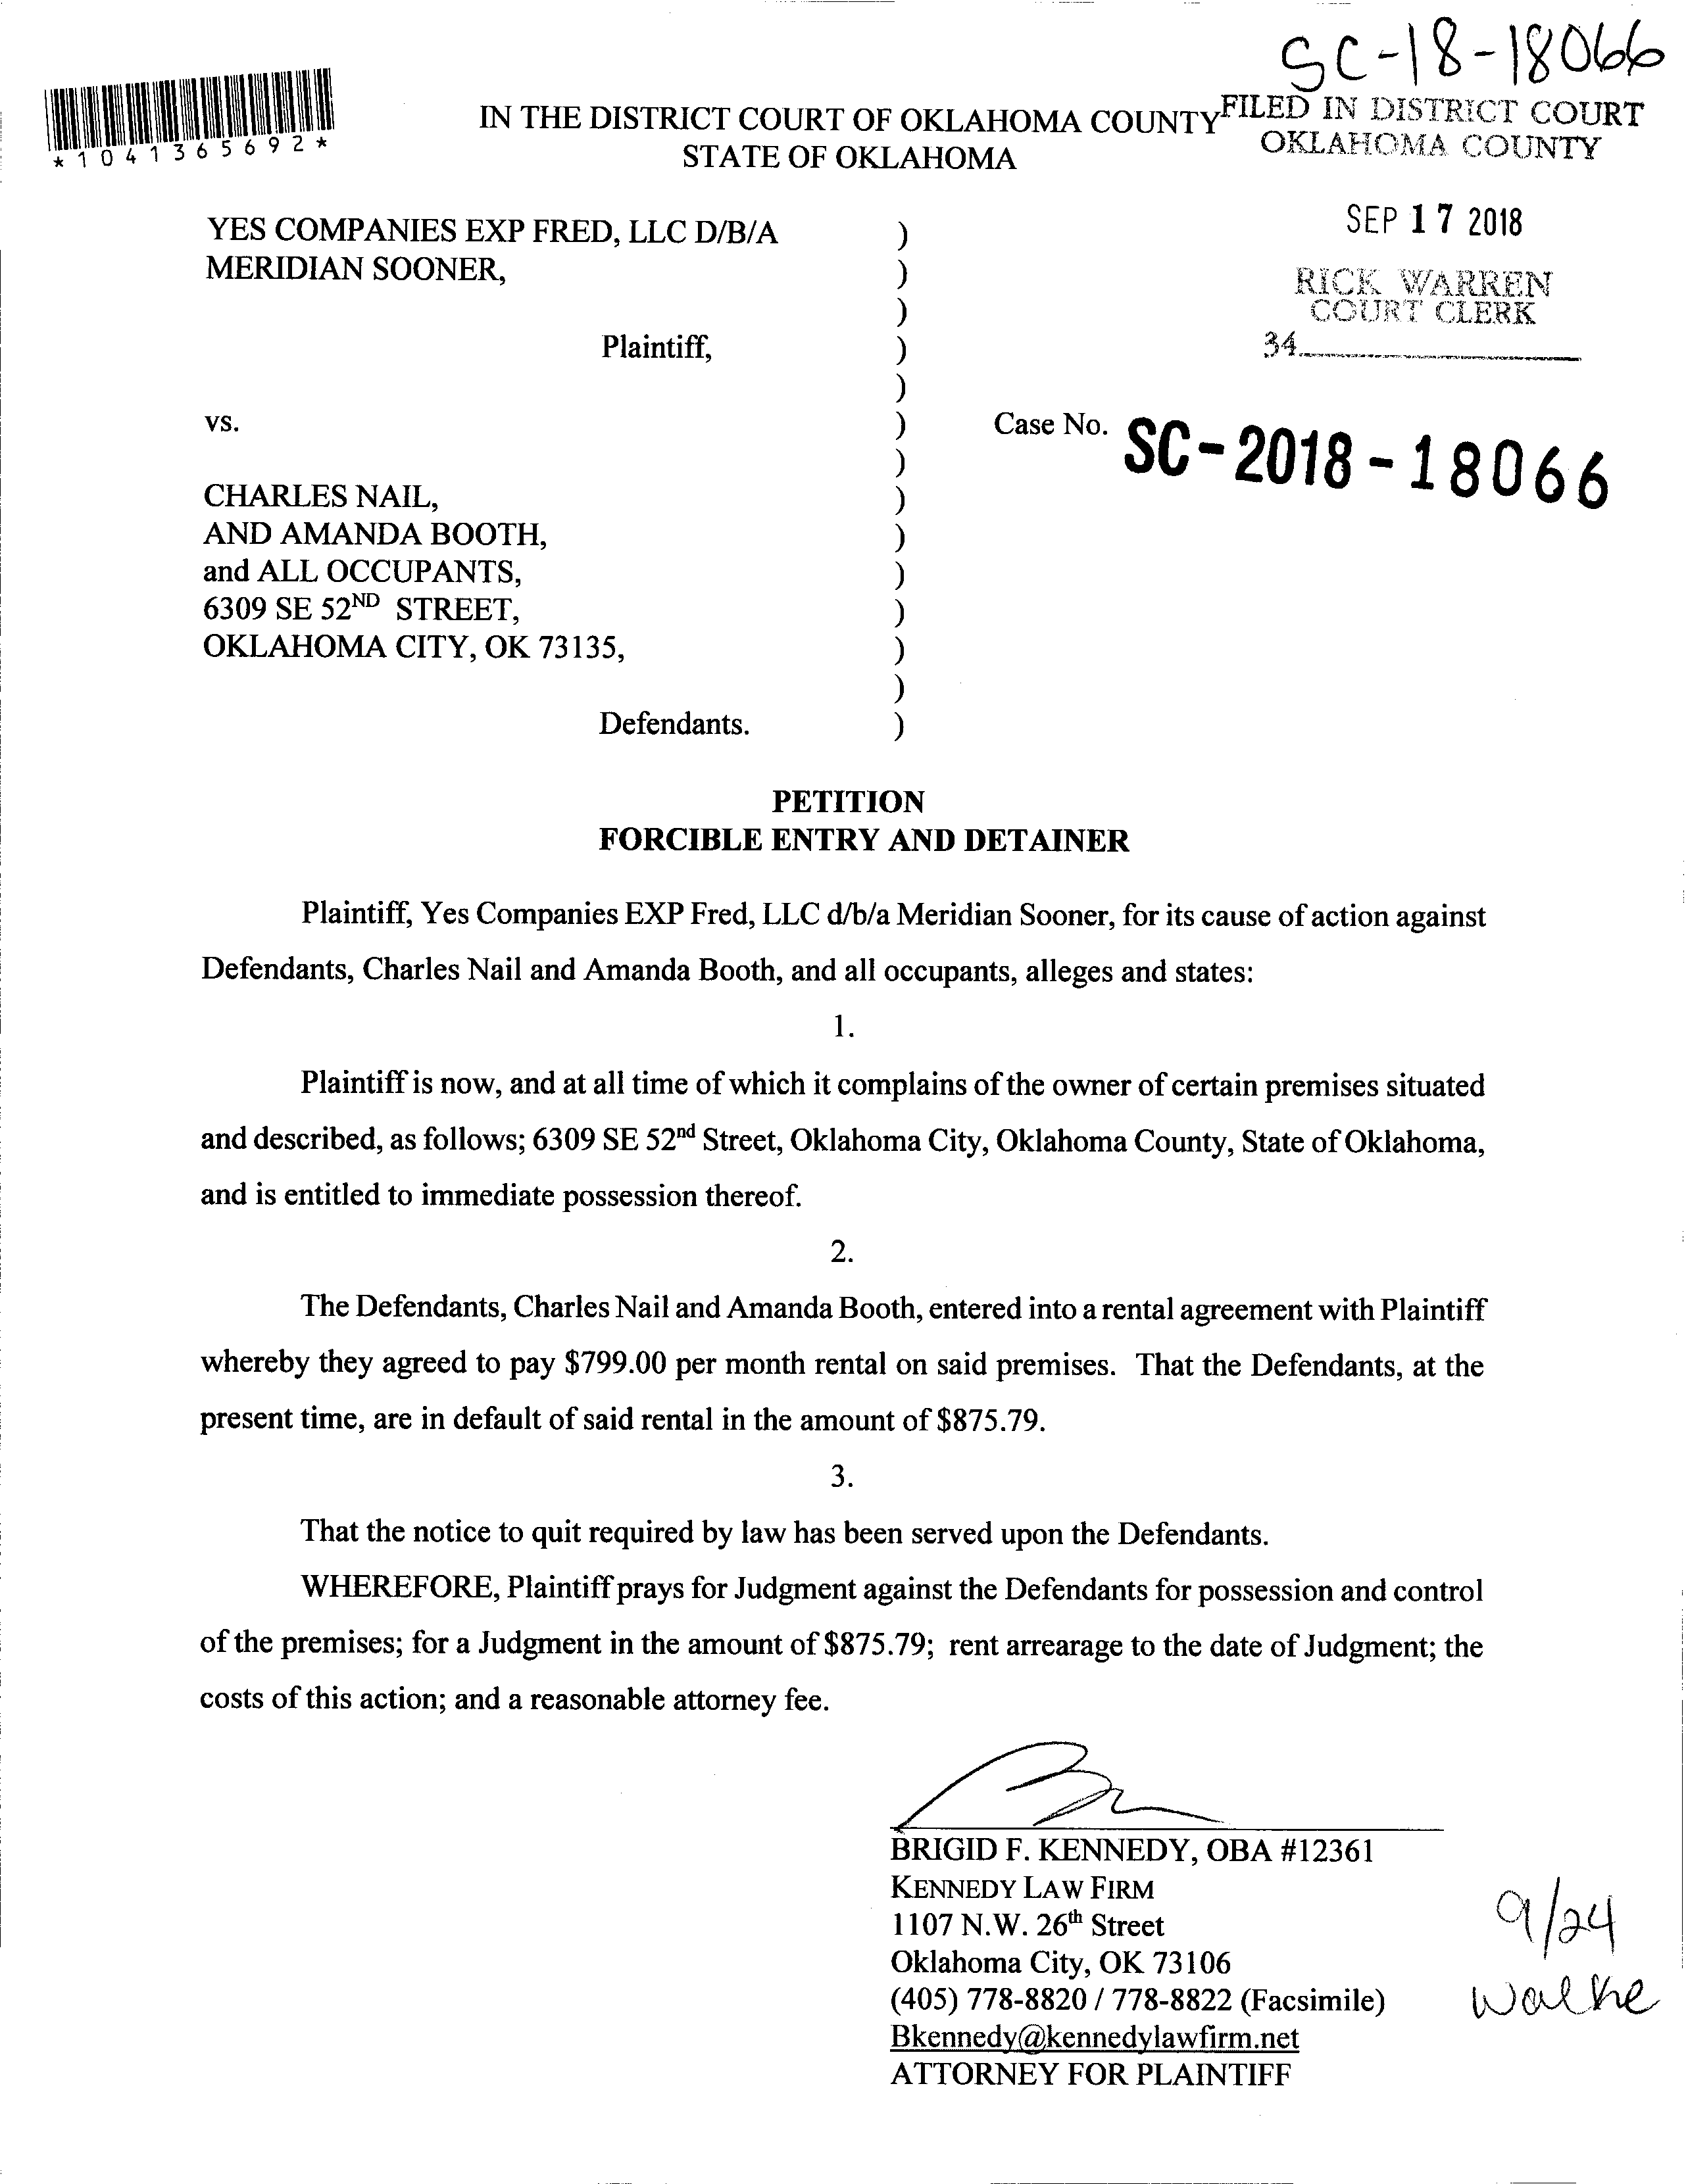 SC-18-18066
*1041365692*
IN THE DISTRICT COURT OF OKLAHOMA COUNTY
STATE OF OKLAHOMA
FILED IN DISTRICT COURT
OKLAHOMA COUNTY
SEP 17 2018
RICK WARREN
COURT CLERK
34
YES COMPANIES EXP FRED, LLC D/B/A )
MERIDIAN SOONER, )
)
Plaintiff, )
)
vs. ) Case No. SC-2018-18066
)
CHARLES NAIL, )
AND AMANDA BOOTH, )
and ALL OCCUPANTS, )
6309 SE 52ND STREET, )
OKLAHOMA CITY, OK 73135, )
)
Defendants. )
PETITION
FORCIBLE ENTRY AND DETAINER
Plaintiff, Yes Companies EXP Fred, LLC d/b/a Meridian Sooner, for its cause of action against
Defendants, Charles Nail and Amanda Booth, and all occupants, alleges and states:
1.
Plaintiff is now, and at all time of which it complains of the owner of certain premises situated
and described, as follows; 6309 SE 52nd Street, Oklahoma City, Oklahoma County, State of Oklahoma,
and is entitled to immediate possession thereof.
2.
The Defendants, Charles Nail and Amanda Booth, entered into a rental agreement with Plaintiff
whereby they agreed to pay $799.00 per month rental on said premises. That the Defendants, at the
present time, are in default of said rental in the amount of $875.79.
3.
That the notice to quit required by law has been served upon the Defendants.
WHEREFORE, Plaintiff prays for Judgment against the Defendants for possession and control
of the premises; for a Judgment in the amount of $875.79; rent arrearage to the date of Judgment; the
costs of this action; and a reasonable attorney fee.
BRIGID F. KENNEDY, OBA #12361
KENNEDY LAW FIRM
1107 N.W. 26th Street
Oklahoma City, OK 73106
(405) 778-8820 / 778-8822 (Facsimile)
Bkennedy@kennedylawfirm.net
ATTORNEY FOR PLAINTIFF
9/24
Walke